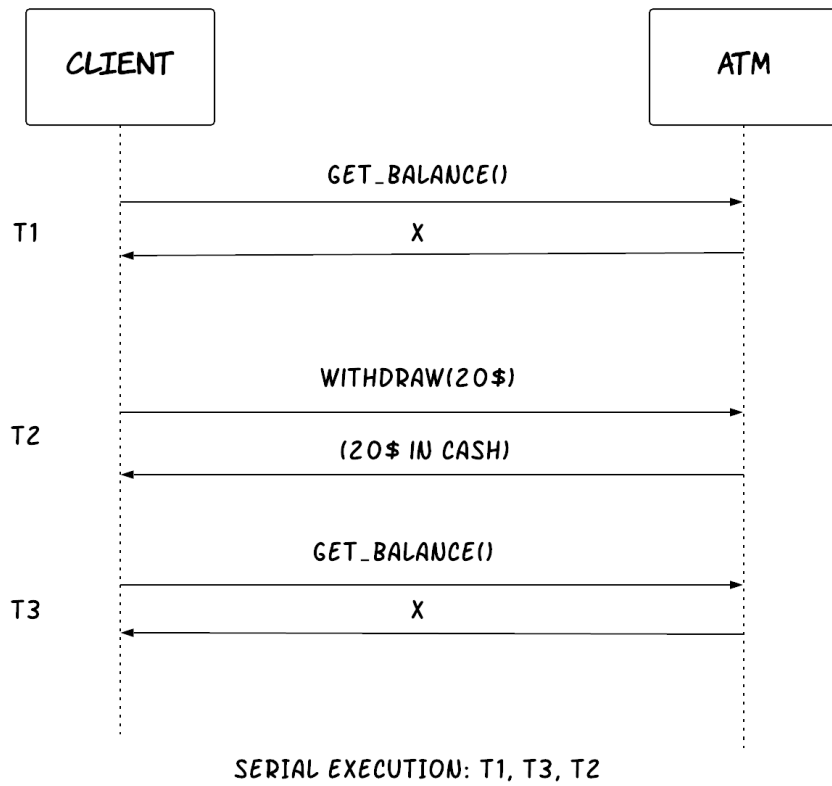 CLIENT
ATM
GET_BALANCE()
T1
X
WITHDRAW(20$)
T2
(20$ IN CASH)
GET_BALANCE()
T3
X
SERIAL EXECUTION: T1, T3, T2